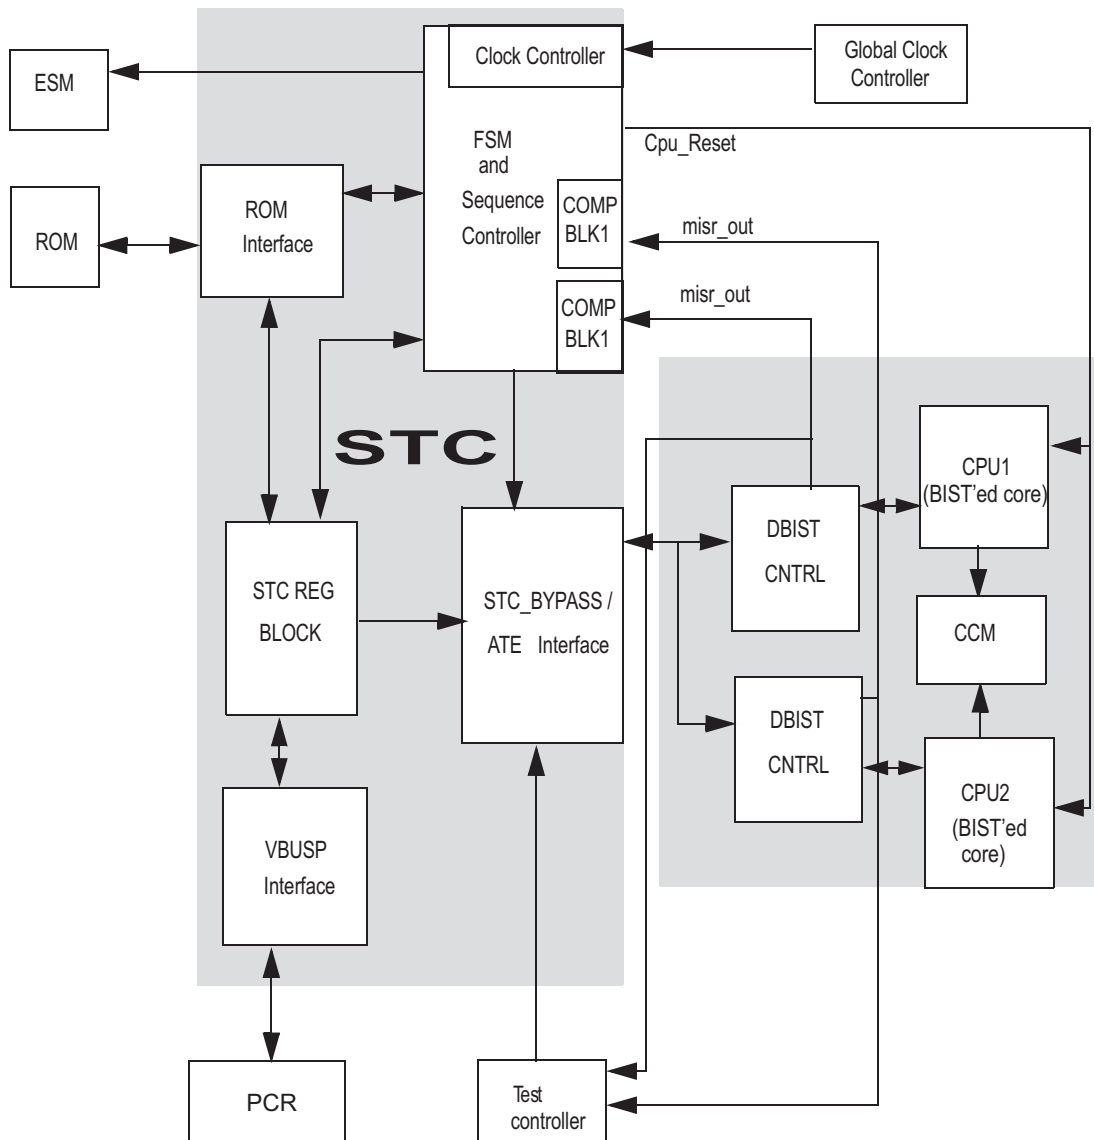 Clock Controller
Global Clock
Controller
ESM
FSM
and
Sequence
Controller
Cpu_Reset
ROM
Interface
ROM
COMP
BLK1
misr_out
COMP
BLK1
misr_out
STC
CPU1
(BIST'ed core)
DBIST
CNTRL
STC REG
BLOCK
STC_BYPASS /
ATE Interface
CCM
DBIST
CNTRL
CPU2
(BIST'ed
core)
VBUSP
Interface
PCR
Test
controller